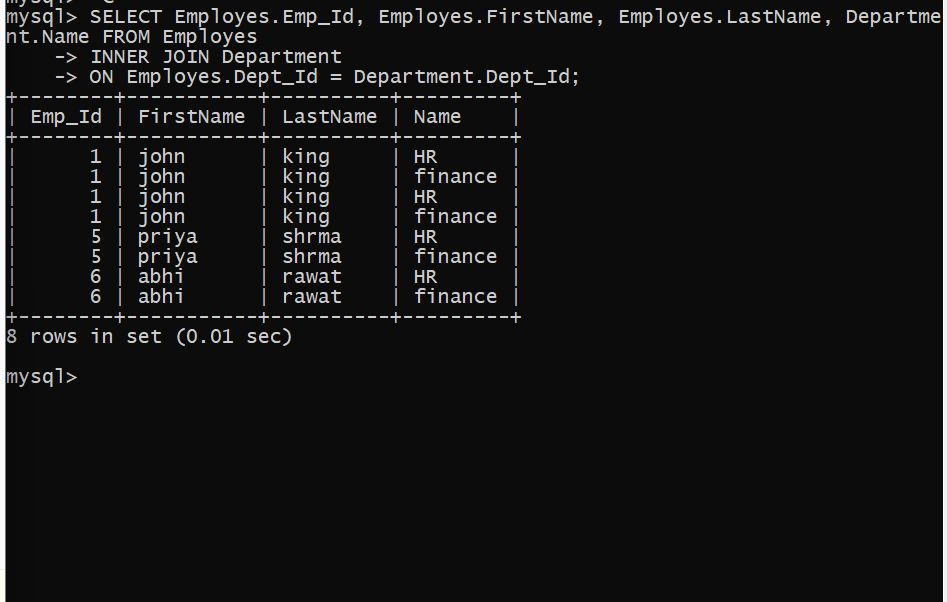 mysql> SELECT Employes.Emp_Id, Employes.FirstName, Employes.LastName, Departme
nt.Name FROM Employes
    -> INNER JOIN Department
    -> ON Employes.Dept_Id = Department.Dept_Id;
+--------+-----------+----------+---------+
| Emp_Id | FirstName | LastName | Name    |
+--------+-----------+----------+---------+
|      1 | john      | king     | HR      |
|      1 | john      | king     | finance |
|      1 | john      | king     | HR      |
|      1 | john      | king     | finance |
|      5 | priya     | shrma    | HR      |
|      5 | priya     | shrma    | finance |
|      6 | abhi      | rawat    | HR      |
|      6 | abhi      | rawat    | finance |
+--------+-----------+----------+---------+
8 rows in set (0.01 sec)
mysql>